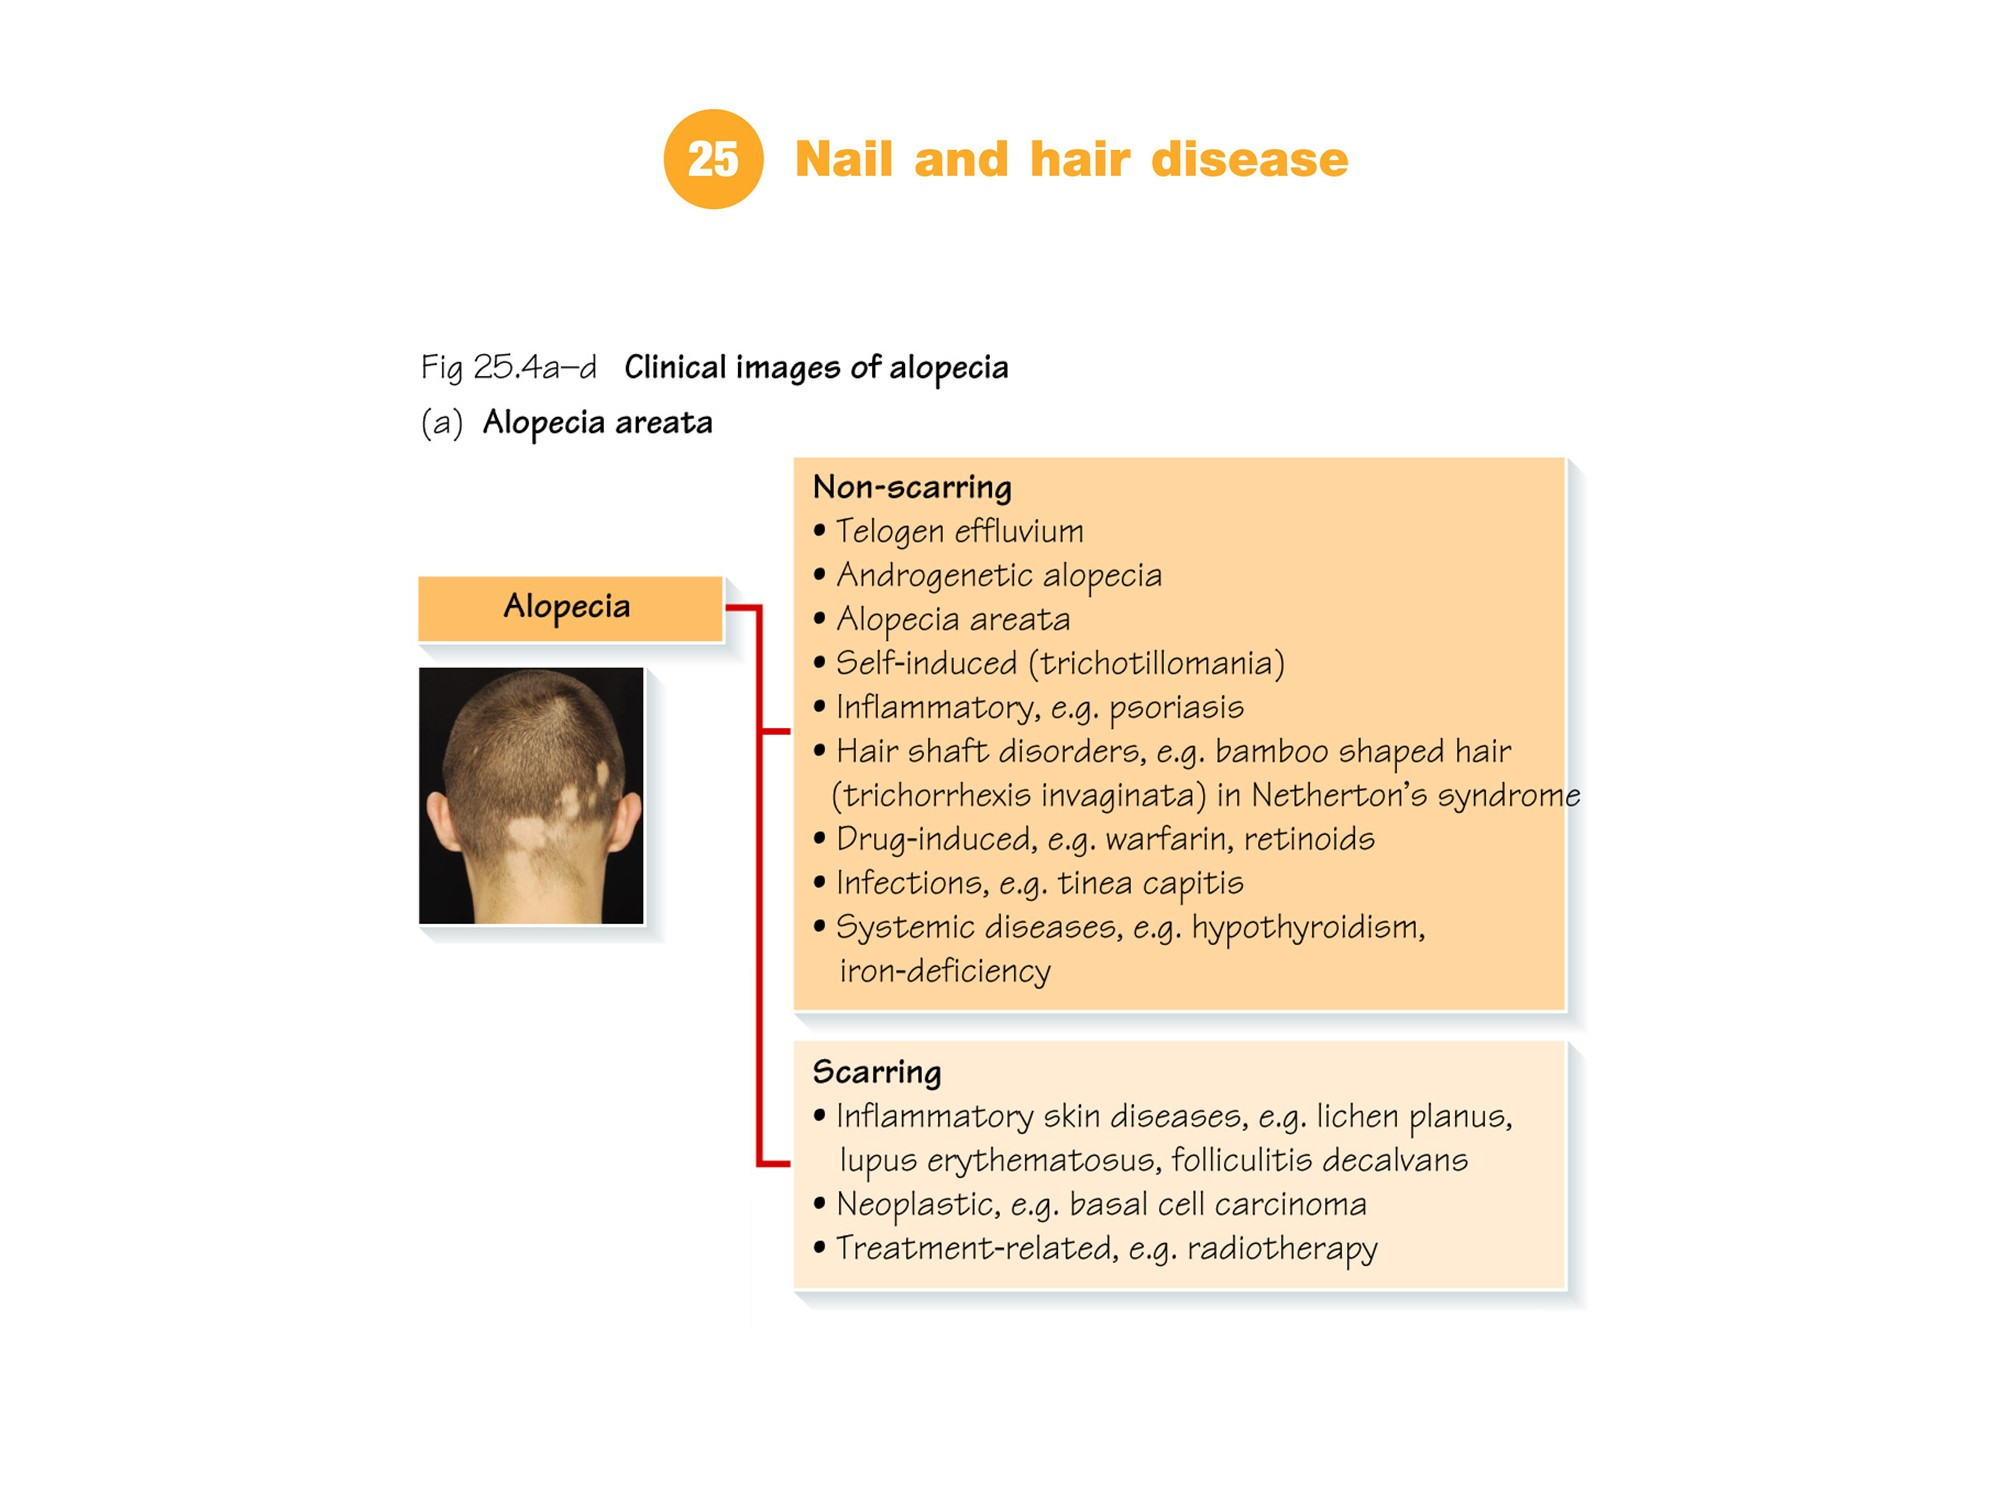 25 Nail and hair disease
Fig 25.4a–d Clinical images of alopecia
(a) Alopecia areata
Alopecia
Non-scarring
• Telogen effluvium
• Androgenetic alopecia
• Alopecia areata
• Self-induced (trichotillomania)
• Inflammatory, e.g. psoriasis
• Hair shaft disorders, e.g. bamboo shaped hair
(trichorrhexis invaginata) in Netherton's syndrome
• Drug-induced, e.g. warfarin, retinoids
• Infections, e.g. tinea capitis
• Systemic diseases, e.g. hypothyroidism,
iron-deficiency
Scarring
• Inflammatory skin diseases, e.g. lichen planus,
lupus erythematosus, folliculitis decalvans
• Neoplastic, e.g. basal cell carcinoma
• Treatment-related, e.g. radiotherapy